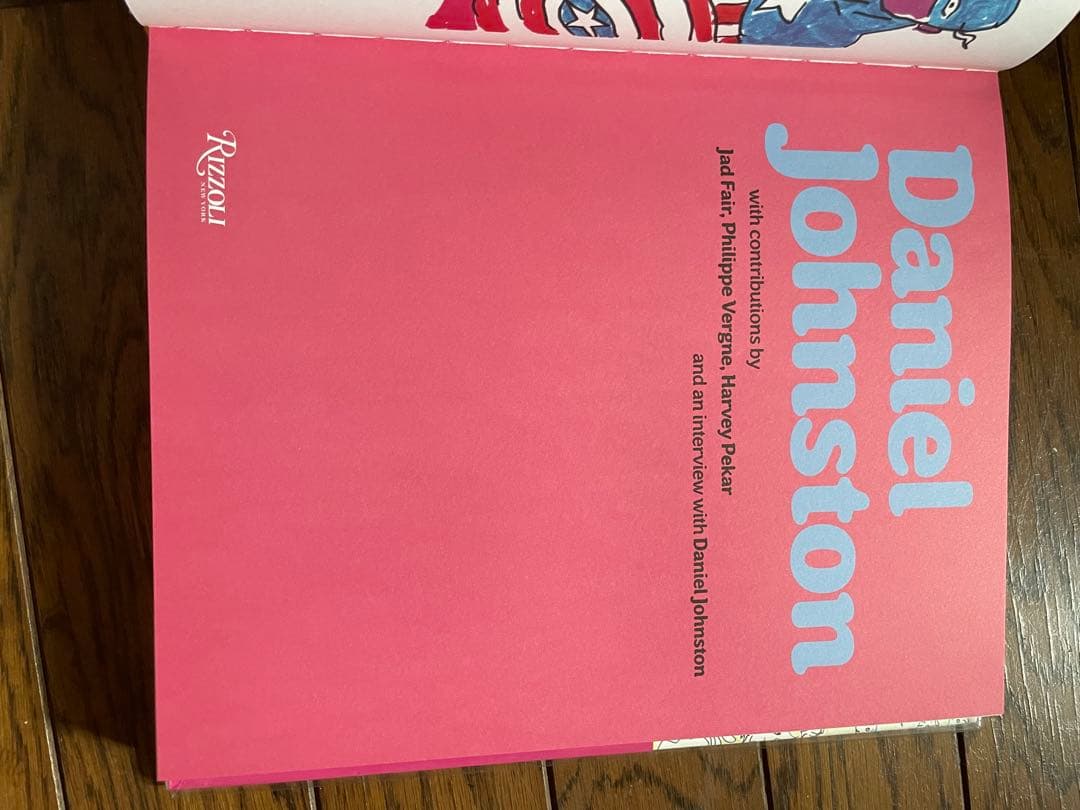 Daniel
Johnston
with contributions by
Jad Fair, Philippe Vergne, Harvey Pekar
and an interview with Daniel Johnston
RIZZOLI
NEW YORK